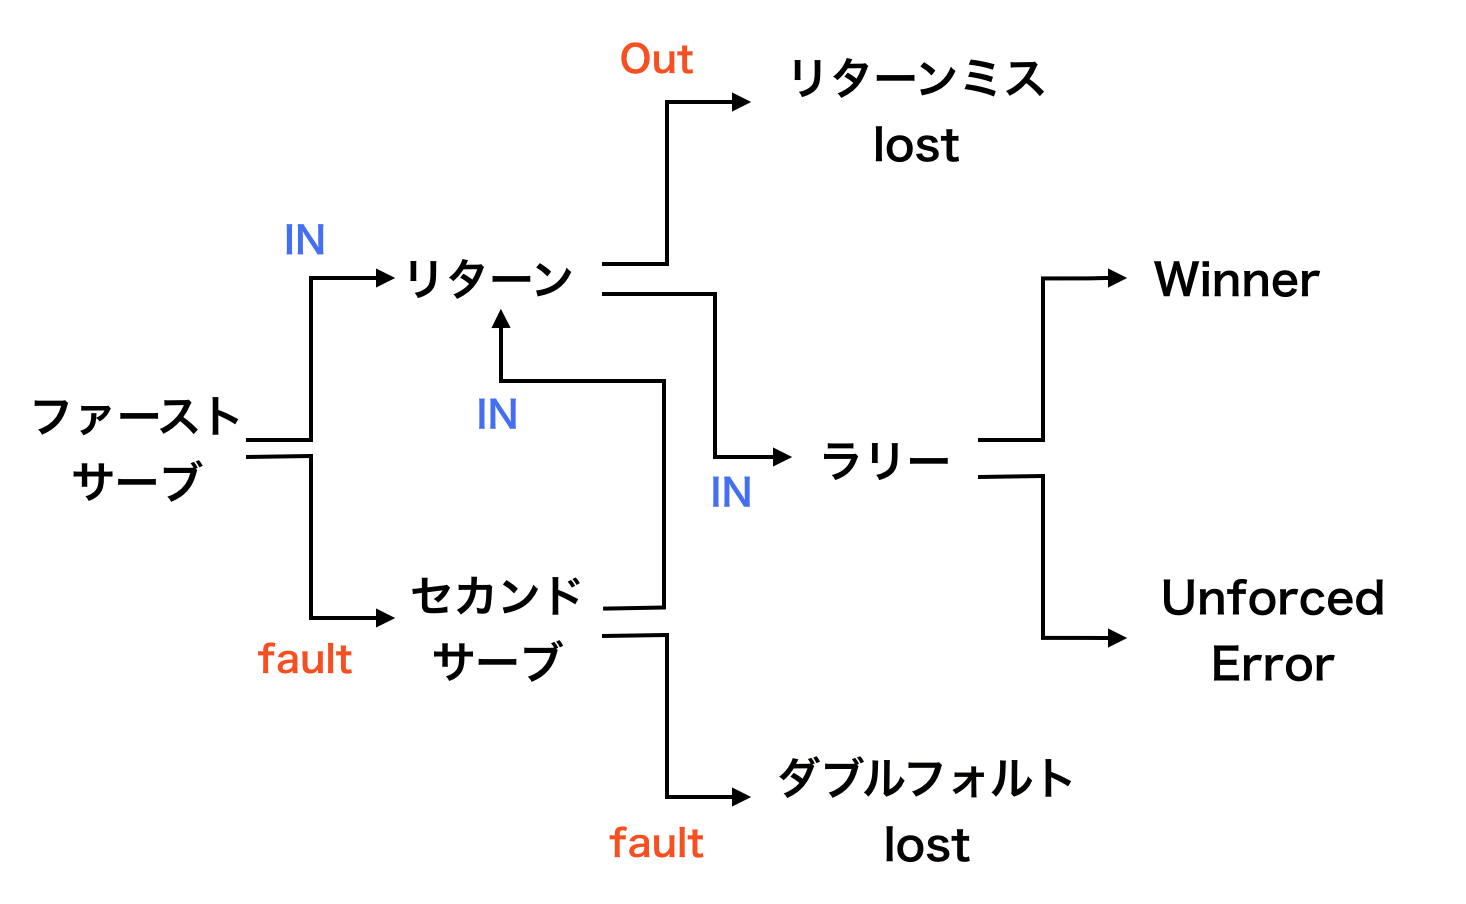 Out
リターンミス
lost
IN
リターン
Winner
ファースト
サーブ
IN
ラリー
IN
セカンド
サーブ
fault
Unforced
Error
ダブルフォルト
lost
fault